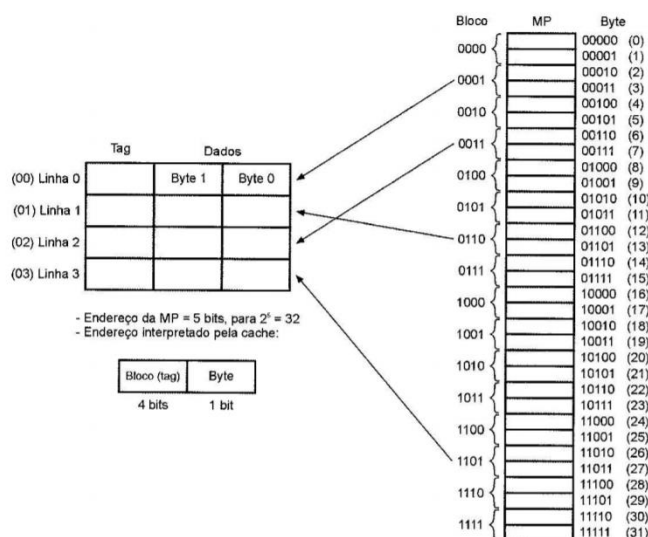 Bloco MP Byte
0000 00000 (0)
00001 (1)
0001 00010 (2)
00011 (3)
0010 00100 (4)
00101 (5)
0011 00110 (6)
00111 (7)
0100 01000 (8)
01001 (9)
0101 01010 (10)
01011 (11)
0110 01100 (12)
01101 (13)
0111 01110 (14)
01111 (15)
1000 10000 (16)
10001 (17)
1001 10010 (18)
10011 (19)
1010 10100 (20)
10101 (21)
1011 10110 (22)
10111 (23)
1100 11000 (24)
11001 (25)
1101 11010 (26)
11011 (27)
1110 11100 (28)
11101 (29)
1111 11110 (30)
11111 (31)
Tag Dados
(00) Linha 0 Byte 1 Byte 0
(01) Linha 1
(02) Linha 2
(03) Linha 3
- Endereço da MP = 5 bits, para 2⁵ = 32
- Endereço interpretado pela cache:
Bloco (tag) Byte
4 bits 1 bit